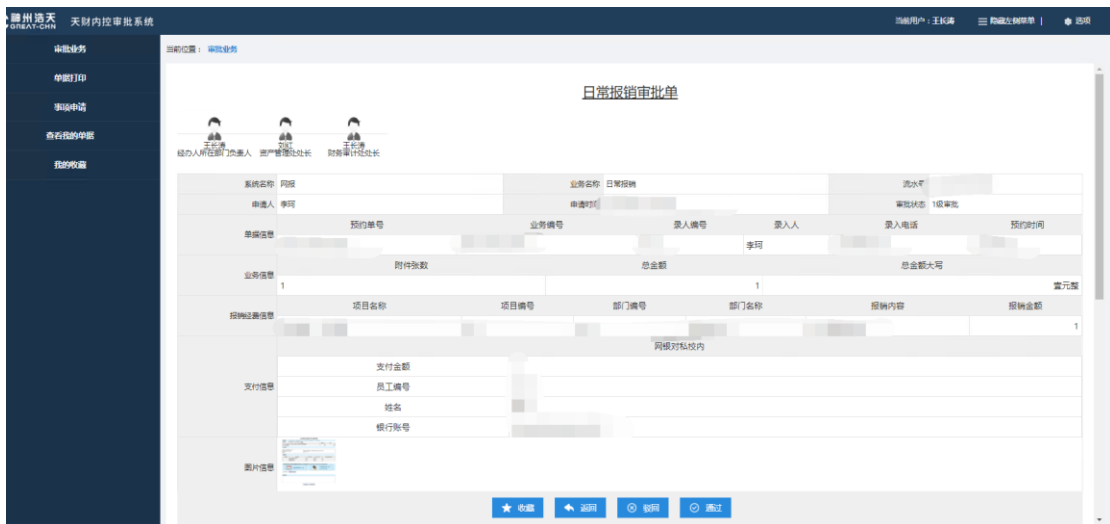 神州浩天 天财内控审批系统 当前用户：王长涛 隐藏左侧菜单 选项
GREAT-CHN
审批业务
单据打印
事项申请
查看我的单据
我的收藏
当前位置： 审批业务
日常报销审批单
王长涛 刘红 王长涛
经办人所在部门负责人 资产管理处处长 财务审计处处长
系统名称 网报 业务名称 日常报销 流水号
申请人 李珂 申请时间 审批状态 1级审批
单据信息 预约单号 业务编号 录入编号 录入人 录入电话 预约时间
李珂
业务信息 附件张数 总金额 总金额大写
1 1 壹元整
报销经费信息 项目名称 项目编号 部门编号 部门名称 报销内容 报销金额
1
网银对私校内
支付信息
支付金额
员工编号
姓名
银行账号
图片信息
收藏 返回 驳回 通过